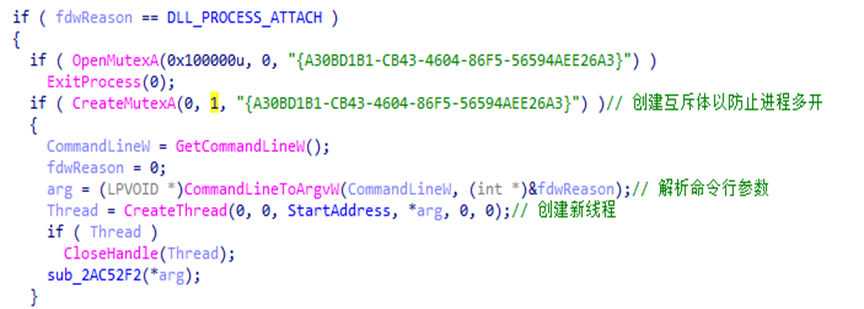 if ( fdwReason == DLL_PROCESS_ATTACH )
{
if ( OpenMutexA(0x100000u, 0, "{A30BD1B1-CB43-4604-86F5-56594AEE26A3}") )
ExitProcess(0);
if ( CreateMutexA(0, 1, "{A30BD1B1-CB43-4604-86F5-56594AEE26A3}") )// 创建互斥体以防止进程多开
{
CommandLineW = GetCommandLineW();
fdwReason = 0;
arg = (LPVOID *)CommandLineToArgvW(CommandLineW, (int *)&fdwReason);// 解析命令行参数
Thread = CreateThread(0, 0, StartAddress, *arg, 0, 0);// 创建新线程
if ( Thread )
CloseHandle(Thread);
sub_2AC52F2(*arg);
}